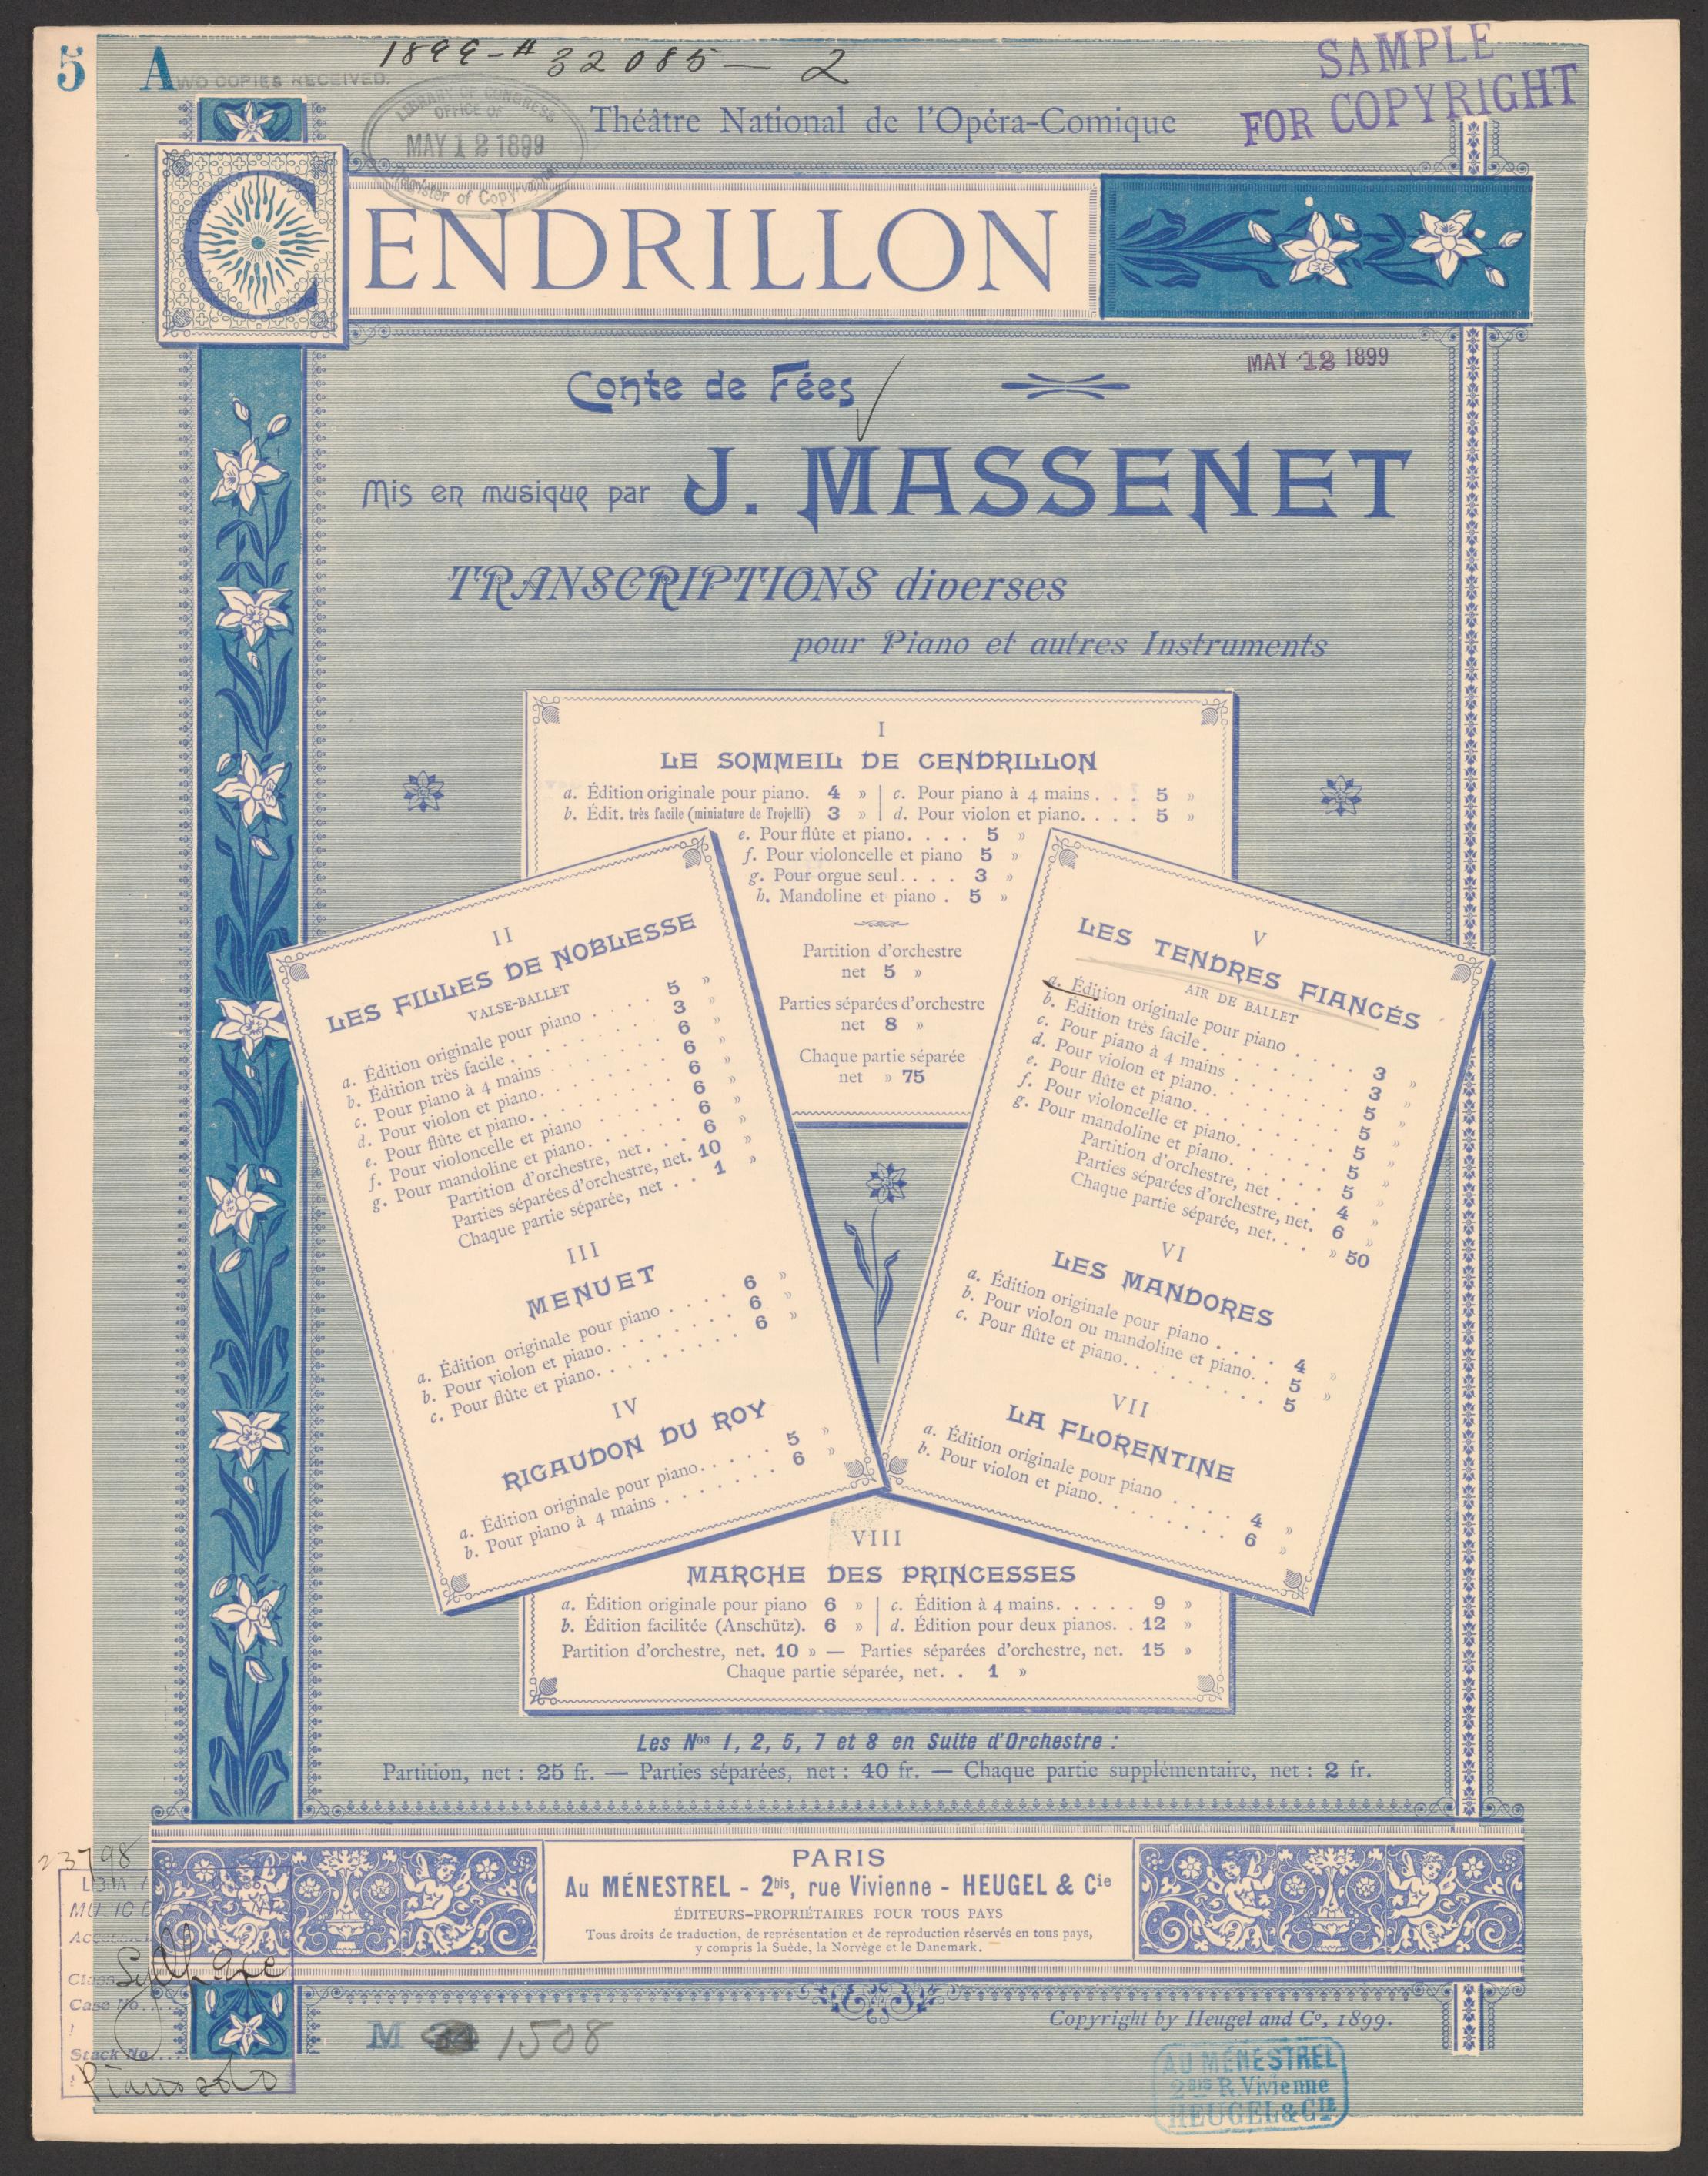 5 A
TWO COPIES RECEIVED.
1899-# 32085-2
LIBRARY OF CONGRESS
OFFICE OF
MAY 12 1899
Register of Copyrights
SAMPLE
FOR COPYRIGHT
Théâtre National de l'Opéra-Comique
CENDRILLON
MAY 12 1899
Conte de Fées
Mis en musique par J. MASSENET
TRANSCRIPTIONS diverses
pour Piano et autres Instruments
I
LE SOMMEIL DE CENDRILLON
a. Édition originale pour piano. 4 » | c. Pour piano à 4 mains . . . 5 »
b. Édit. très facile (miniature de Trojelli) 3 » | d. Pour violon et piano. . . . 5 »
e. Pour flûte et piano. . . . 5 »
f. Pour violoncelle et piano 5 »
g. Pour orgue seul. . . . 3 »
h. Mandoline et piano . 5 »
Partition d'orchestre
net 5 »
Parties séparées d'orchestre
net 8 »
Chaque partie séparée
net » 75
II
LES FILLES DE NOBLESSE
VALSE-BALLET
a. Édition originale pour piano . . . . 5 »
b. Édition très facile . . . . . . . . 3 »
c. Pour piano à 4 mains . . . . . . . 6 »
d. Pour violon et piano. . . . . . . . 6 »
e. Pour flûte et piano. . . . . . . . 6 »
f. Pour violoncelle et piano . . . . . 6 »
g. Pour mandoline et piano. . . . . . 6 »
Partition d'orchestre, net . . . 6 »
Parties séparées d'orchestre, net. 10 »
Chaque partie séparée, net . . 1 »
III
MENUET
a. Édition originale pour piano . . . . 6 »
b. Pour violon et piano. . . . . . . . 6 »
c. Pour flûte et piano. . . . . . . . 6 »
IV
RIGAUDON DU ROY
a. Édition originale pour piano. . . . . 5 »
b. Pour piano à 4 mains . . . . . . . 6 »
V
LES TENDRES FIANCÉS
AIR DE BALLET
a. Édition originale pour piano . . . . 3 »
b. Édition très facile. . . . . . . . 3 »
c. Pour piano à 4 mains . . . . . . . 5 »
d. Pour violon et piano. . . . . . . . 5 »
e. Pour flûte et piano. . . . . . . . 5 »
f. Pour violoncelle et piano. . . . . . 5 »
g. Pour mandoline et piano. . . . . . 5 »
Partition d'orchestre, net . . . 4 »
Parties séparées d'orchestre, net. 6 »
Chaque partie séparée, net. . . » 50
VI
LES MANDORES
a. Édition originale pour piano . . . . 4 »
b. Pour violon ou mandoline et piano. . 5 »
c. Pour flûte et piano. . . . . . . . 5
VII
LA FLORENTINE
a. Édition originale pour piano . . . . 4 »
b. Pour violon et piano. . . . . . . . 6 »
VIII
MARCHE DES PRINCESSES
a. Édition originale pour piano 6 » | c. Édition à 4 mains. . . . . . 9 »
b. Édition facilitée (Anschütz). 6 » | d. Édition pour deux pianos. . 12 »
Partition d'orchestre, net. 10 » — Parties séparées d'orchestre, net. 15 »
Chaque partie séparée, net. . 1 »
Les Nos 1, 2, 5, 7 et 8 en Suite d'Orchestre :
Partition, net : 25 fr. — Parties séparées, net : 40 fr. — Chaque partie supplémentaire, net : 2 fr.
PARIS
Au MÉNESTREL - 2bis, rue Vivienne - HEUGEL & Cie
ÉDITEURS-PROPRIÉTAIRES POUR TOUS PAYS
Tous droits de traduction, de représentation et de reproduction réservés en tous pays,
y compris la Suède, la Norvège et le Danemark.
23798
Class
Case No....
Stack No.....
Piano solo
M 1508
Copyright by Heugel and Co, 1899.
AU MÉNESTREL
2BIS R. Vivienne
HEUGEL & CIE